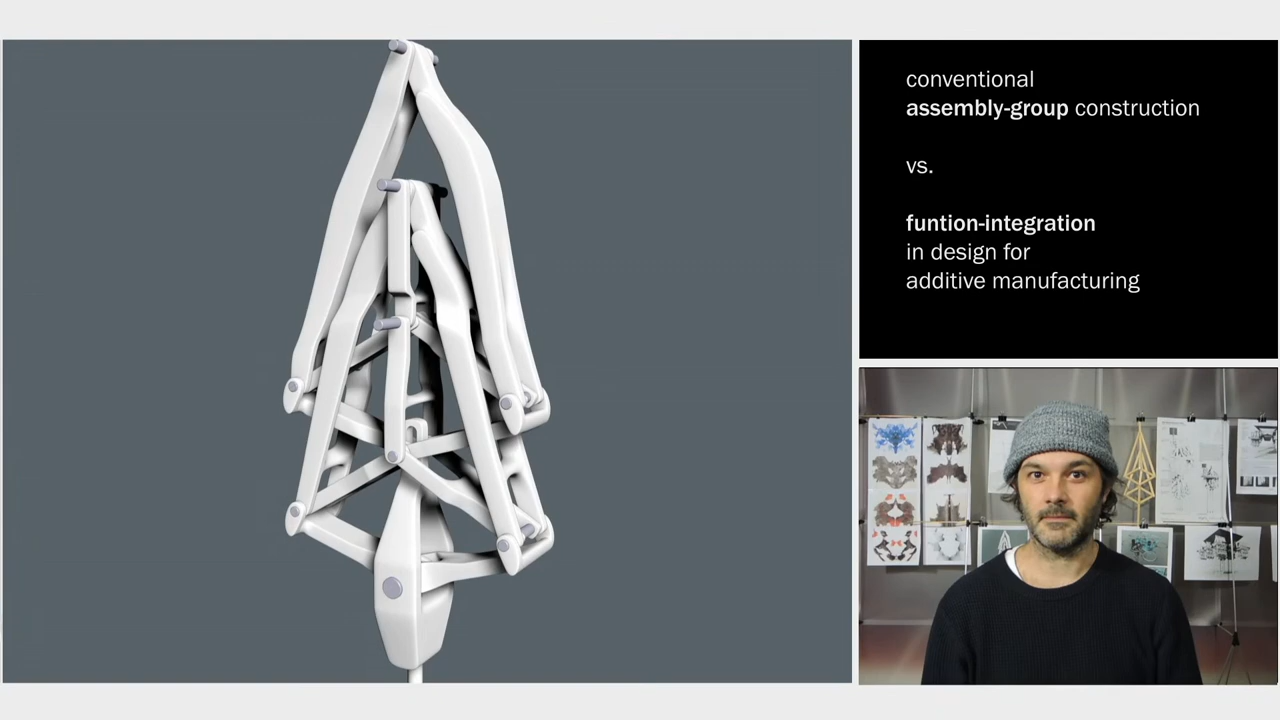 conventional
assembly-group construction
vs.
funtion-integration
in design for
additive manufacturing